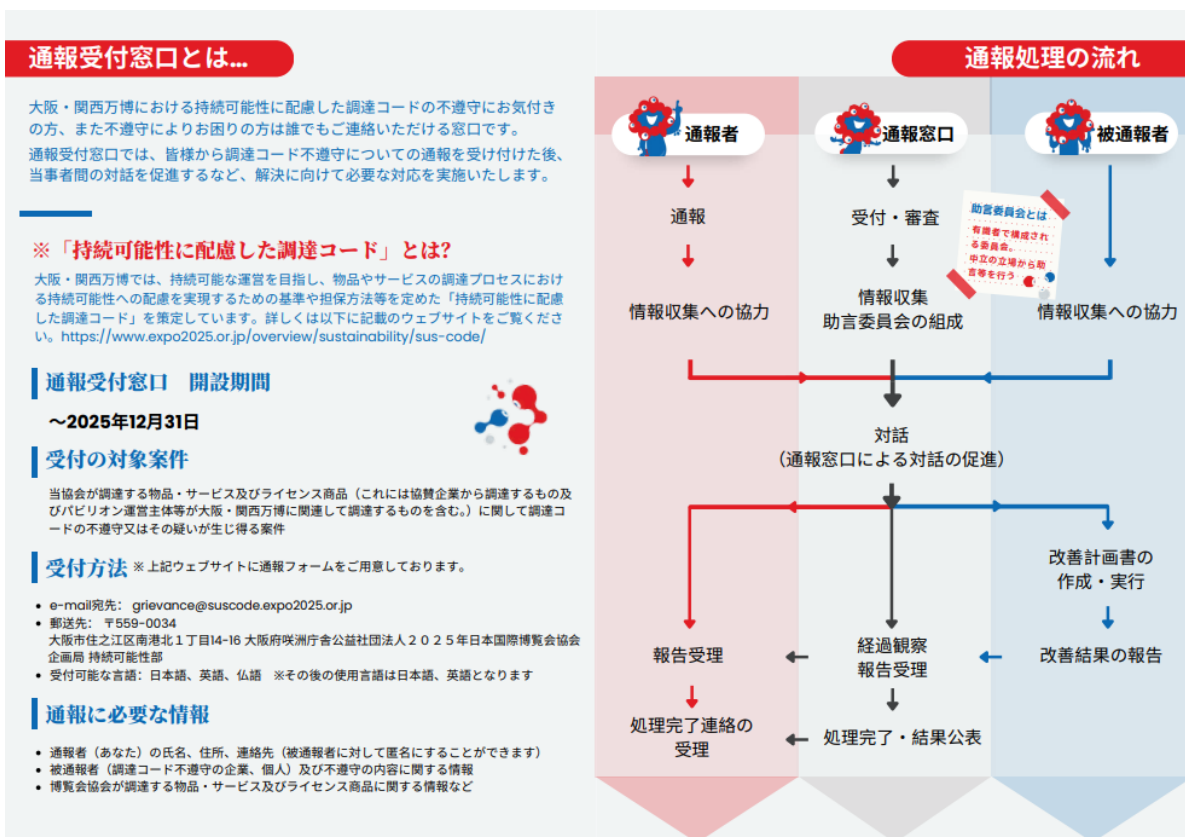 通報受付窓口とは…
大阪・関西万博における持続可能性に配慮した調達コードの不遵守にお気付き
の方、また不遵守によりお困りの方は誰でもご連絡いただける窓口です。
通報受付窓口では、皆様から調達コード不遵守についての通報を受け付けた後、
当事者間の対話を促進するなど、解決に向けて必要な対応を実施いたします。
※「持続可能性に配慮した調達コード」とは?
大阪・関西万博では、持続可能な運営を目指し、物品やサービスの調達プロセスにおけ
る持続可能性への配慮を実現するための基準や担保方法等を定めた「持続可能性に配慮
した調達コード」を策定しています。詳しくは以下に記載のウェブサイトをご覧くださ
い。https://www.expo2025.or.jp/overview/sustainability/sus-code/
通報受付窓口　開設期間
～2025年12月31日
受付の対象案件
当協会が調達する物品・サービス及びライセンス商品（これには協賛企業から調達するもの及
びパビリオン運営主体等が大阪・関西万博に関連して調達するものを含む。）に関して調達コ
ードの不遵守又はその疑いが生じ得る案件
受付方法 ※上記ウェブサイトに通報フォームをご用意しております。
• e-mail宛先： grievance@suscode.expo2025.or.jp
• 郵送先： 〒559-0034
大阪市住之江区南港北１丁目14-16 大阪府咲洲庁舎公益社団法人２０２５年日本国際博覧会協会
企画局 持続可能性部
• 受付可能な言語：日本語、英語、仏語　※その後の使用言語は日本語、英語となります
通報に必要な情報
• 通報者（あなた）の氏名、住所、連絡先（被通報者に対して匿名にすることができます）
• 被通報者（調達コード不遵守の企業、個人）及び不遵守の内容に関する情報
• 博覧会協会が調達する物品・サービス及びライセンス商品に関する情報など
通報処理の流れ
通報者
通報窓口
被通報者
通報
受付・審査
助言委員会とは
有識者で構成され
る委員会。
中立の立場から助
言等を行う
情報収集への協力
情報収集
助言委員会の組成
情報収集への協力
対話
（通報窓口による対話の促進）
改善計画書の
作成・実行
報告受理
経過観察
報告受理
改善結果の報告
処理完了連絡の
受理
処理完了・結果公表